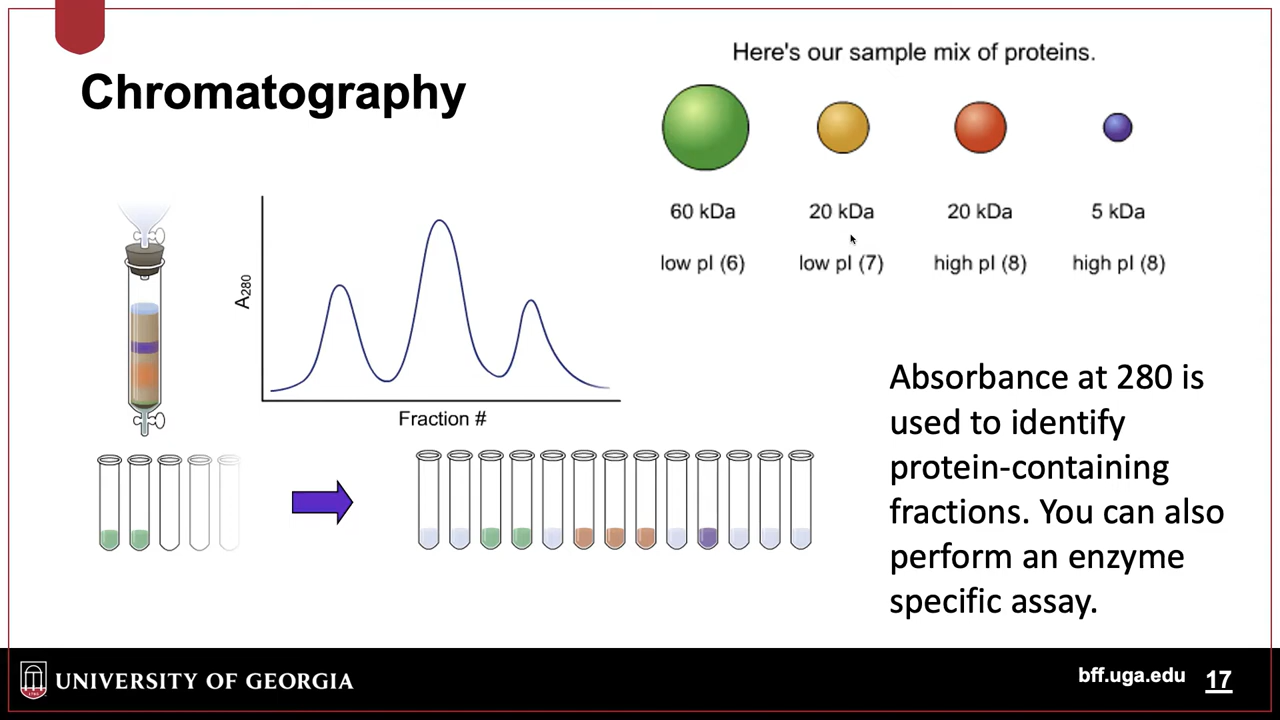 Chromatography
Here's our sample mix of proteins.
60 kDa
20 kDa
20 kDa
5 kDa
low pI (6)
low pI (7)
high pI (8)
high pI (8)
A280
Fraction #
Absorbance at 280 is
used to identify
protein-containing
fractions. You can also
perform an enzyme
specific assay.
UNIVERSITY OF GEORGIA
bff.uga.edu
17